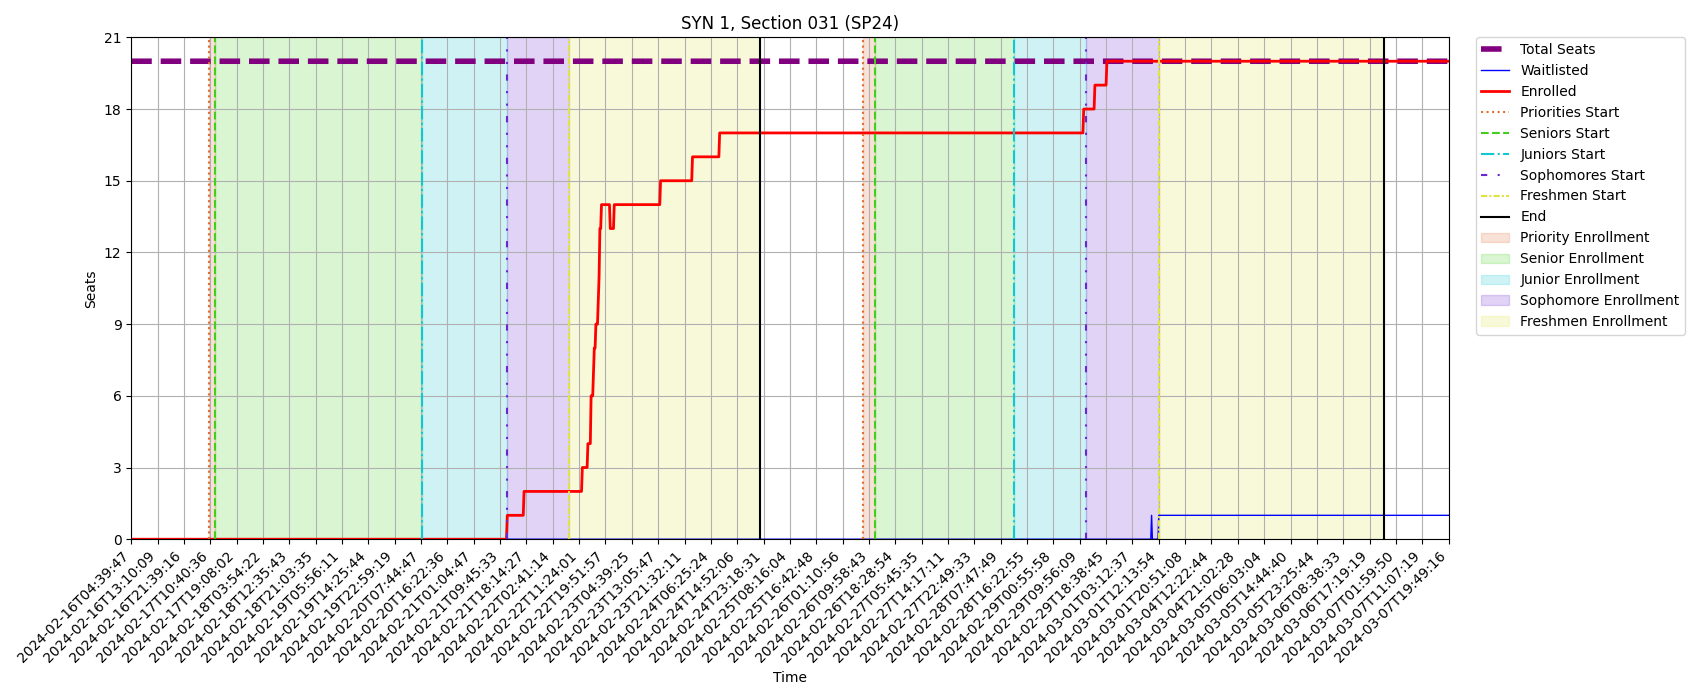 SYN 1, Section 031 (SP24)
21
18
15
12
9
6
3
0
Seats
2024-02-16T04:39:47
2024-02-16T13:10:09
2024-02-16T21:39:16
2024-02-17T10:40:36
2024-02-17T19:08:02
2024-02-18T03:54:22
2024-02-18T12:35:43
2024-02-18T21:03:35
2024-02-19T05:56:11
2024-02-19T14:25:44
2024-02-19T22:59:19
2024-02-20T07:44:47
2024-02-20T16:22:36
2024-02-21T01:04:47
2024-02-21T09:45:33
2024-02-21T18:14:27
2024-02-22T02:41:14
2024-02-22T11:24:01
2024-02-22T19:51:57
2024-02-23T04:39:25
2024-02-23T13:05:47
2024-02-23T21:32:11
2024-02-24T06:25:24
2024-02-24T14:52:06
2024-02-24T23:18:31
2024-02-25T08:16:04
2024-02-25T16:42:48
2024-02-26T01:10:56
2024-02-26T09:58:43
2024-02-26T18:28:54
2024-02-27T05:45:35
2024-02-27T14:17:11
2024-02-27T22:49:33
2024-02-28T07:47:49
2024-02-28T16:22:55
2024-02-29T00:55:58
2024-02-29T09:56:09
2024-02-29T18:38:45
2024-03-01T03:12:37
2024-03-01T12:13:54
2024-03-01T20:51:08
2024-03-04T12:22:44
2024-03-04T21:02:28
2024-03-05T06:03:04
2024-03-05T14:44:40
2024-03-05T23:25:44
2024-03-06T08:38:33
2024-03-06T17:19:19
2024-03-07T01:59:50
2024-03-07T11:07:19
2024-03-07T19:49:16
Time
Total Seats
Waitlisted
Enrolled
Priorities Start
Seniors Start
Juniors Start
Sophomores Start
Freshmen Start
End
Priority Enrollment
Senior Enrollment
Junior Enrollment
Sophomore Enrollment
Freshmen Enrollment